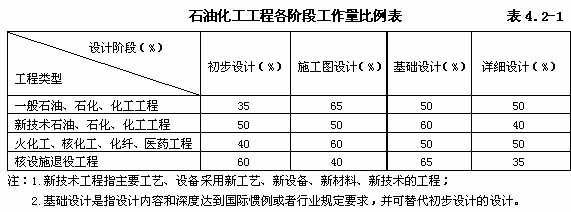 石油化工工程各阶段工作量比例表 表4.2-1
设计阶段(%)
工程类型
初步设计(%) 施工图设计(%) 基础设计(%) 详细设计(%)
一般石油、石化、化工工程 35 65 50 50
新技术石油、石化、化工工程 50 50 60 40
火化工、核化工、化纤、医药工程 40 60 50 50
核设施退役工程 60 40 65 35
注:1.新技术工程指主要工艺、设备采用新工艺、新设备、新材料、新技术的工程;
2.基础设计是指设计内容和深度达到国际惯例或者行业规定要求,并可替代初步设计的设计。